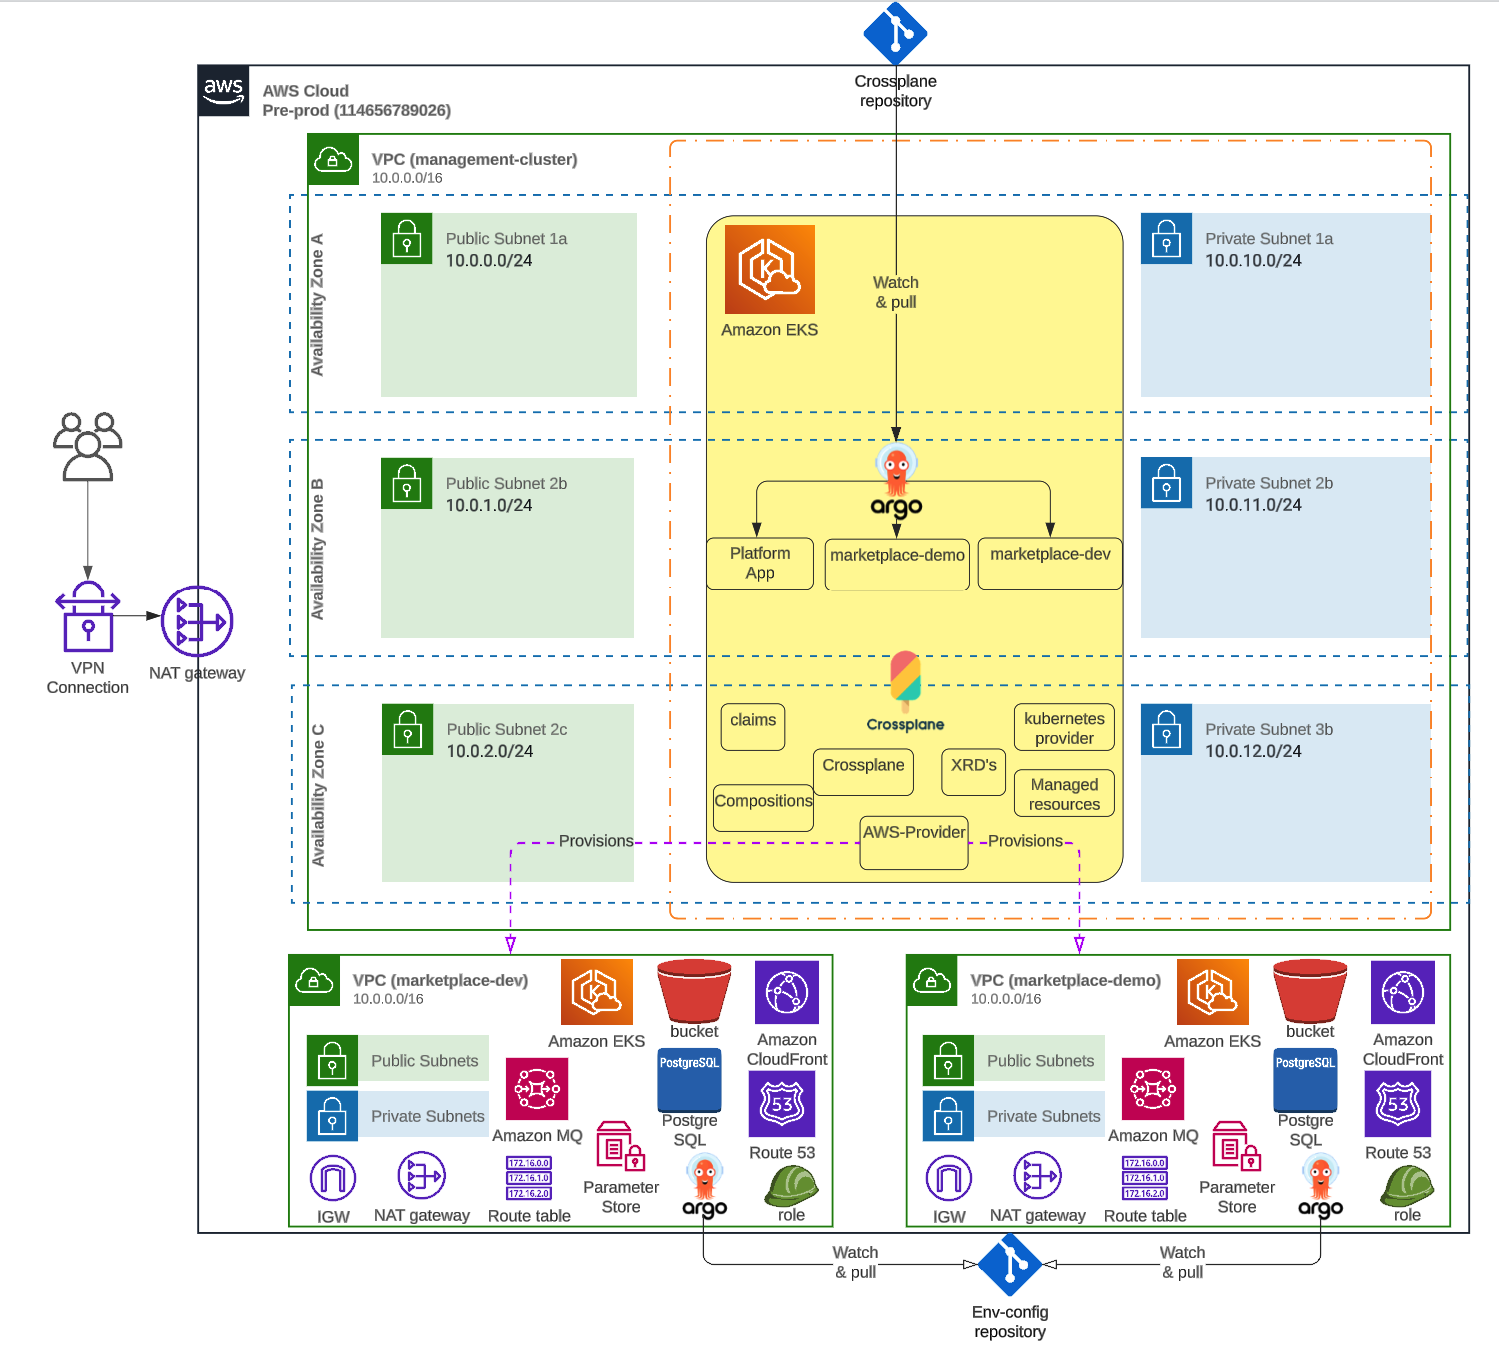 Crossplane
repository
aws
AWS Cloud
Pre-prod (114656789026)
VPC (management-cluster)
10.0.0.0/16
Availability Zone A
Public Subnet 1a
10.0.0.0/24
Amazon EKS
Watch
& pull
Private Subnet 1a
10.0.10.0/24
Availability Zone B
Public Subnet 2b
10.0.1.0/24
argo
Platform
App
marketplace-demo
marketplace-dev
Private Subnet 2b
10.0.11.0/24
VPN
Connection
NAT gateway
Availability Zone C
Public Subnet 2c
10.0.2.0/24
Crossplane
claims
kubernetes
provider
Crossplane
XRD's
Managed
resources
Compositions
AWS-Provider
Provisions
Provisions
Private Subnet 3b
10.0.12.0/24
VPC (marketplace-dev)
10.0.0.0/16
Amazon EKS
bucket
Amazon
CloudFront
Public Subnets
Private Subnets
Amazon MQ
PostgreSQL
Postgre
SQL
53
Route 53
IGW
NAT gateway
172.16.0.0
172.16.1.0
172.16.2.0
Route table
Parameter
Store
argo
role
VPC (marketplace-demo)
10.0.0.0/16
Amazon EKS
bucket
Amazon
CloudFront
Public Subnets
Private Subnets
Amazon MQ
PostgreSQL
Postgre
SQL
53
Route 53
IGW
NAT gateway
172.16.0.0
172.16.1.0
172.16.2.0
Route table
Parameter
Store
argo
role
Watch
& pull
Watch
& pull
Env-config
repository